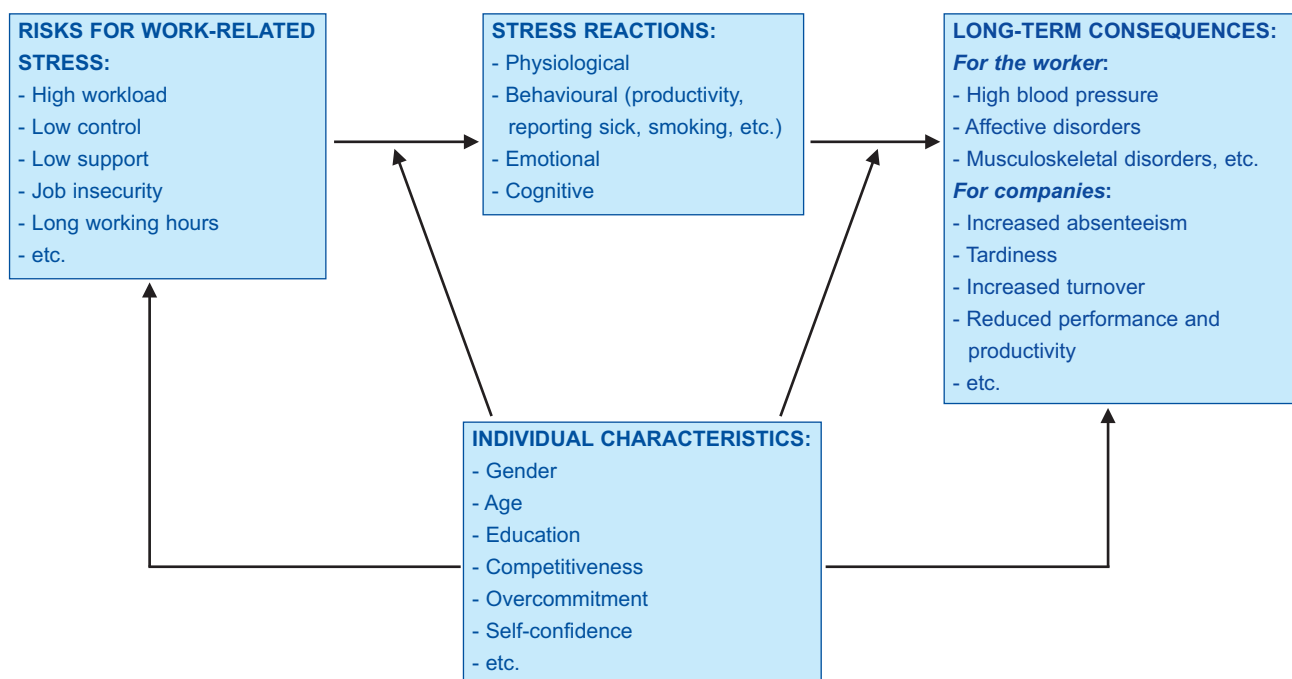 RISKS FOR WORK-RELATED
STRESS:
- High workload
- Low control
- Low support
- Job insecurity
- Long working hours
- etc.
STRESS REACTIONS:
- Physiological
- Behavioural (productivity,
reporting sick, smoking, etc.)
- Emotional
- Cognitive
LONG-TERM CONSEQUENCES:
For the worker:
- High blood pressure
- Affective disorders
- Musculoskeletal disorders, etc.
For companies:
- Increased absenteeism
- Tardiness
- Increased turnover
- Reduced performance and
productivity
- etc.
INDIVIDUAL CHARACTERISTICS:
- Gender
- Age
- Education
- Competitiveness
- Overcommitment
- Self-confidence
- etc.